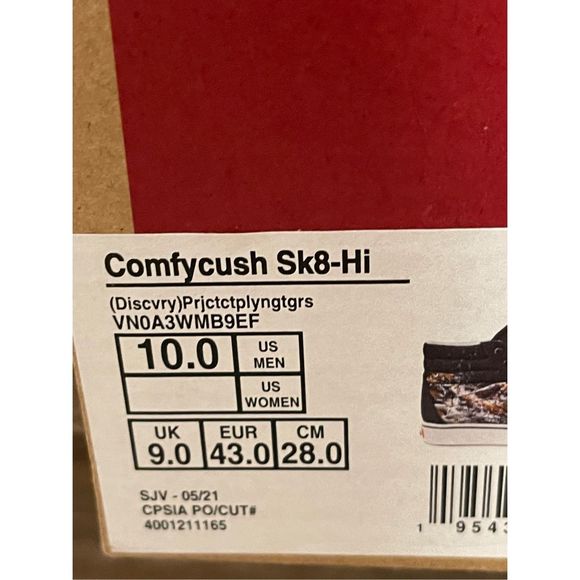 Comfycush Sk8-Hi
(Discvry)Prjctctplyngtgrs
VN0A3WMB9EF
10.0 US MEN
US WOMEN
UK EUR CM
9.0 43.0 28.0
SJV - 05/21
CPSIA PO/CUT#
4001211165
1 9543